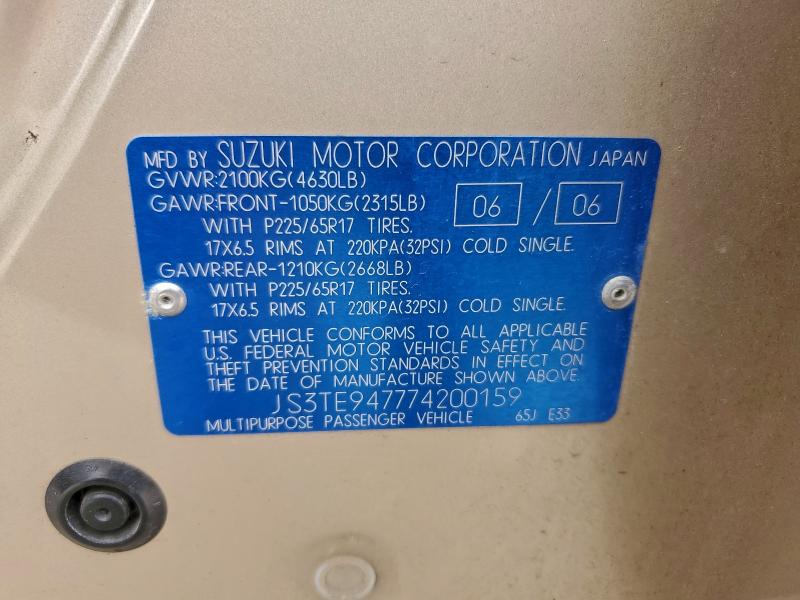 MFD BY SUZUKI MOTOR CORPORATION JAPAN
GVWR:2100KG(4630LB)
GAWR:FRONT-1050KG(2315LB) 06 / 06
WITH P225/65R17 TIRES.
17X6.5 RIMS AT 220KPA(32PSI) COLD SINGLE.
GAWR:REAR-1210KG(2668LB)
WITH P225/65R17 TIRES.
17X6.5 RIMS AT 220KPA(32PSI) COLD SINGLE.
THIS VEHICLE CONFORMS TO ALL APPLICABLE
U.S. FEDERAL MOTOR VEHICLE SAFETY AND
THEFT PREVENTION STANDARDS IN EFFECT ON
THE DATE OF MANUFACTURE SHOWN ABOVE.
JS3TE947774200159
MULTIPURPOSE PASSENGER VEHICLE 65J E33